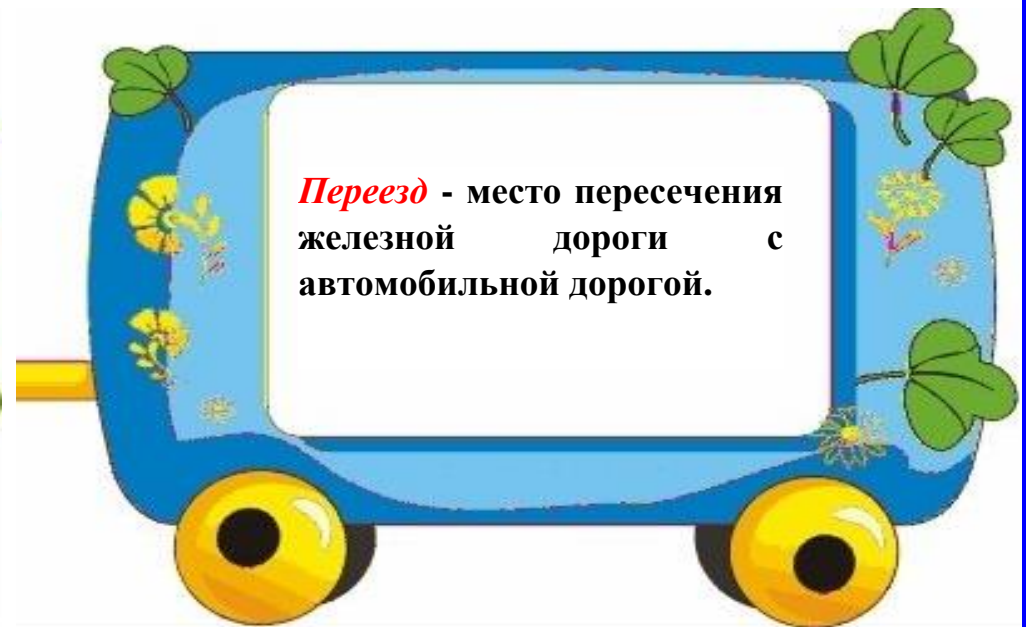 Переезд - место пересечения
железной дороги с
автомобильной дорогой.